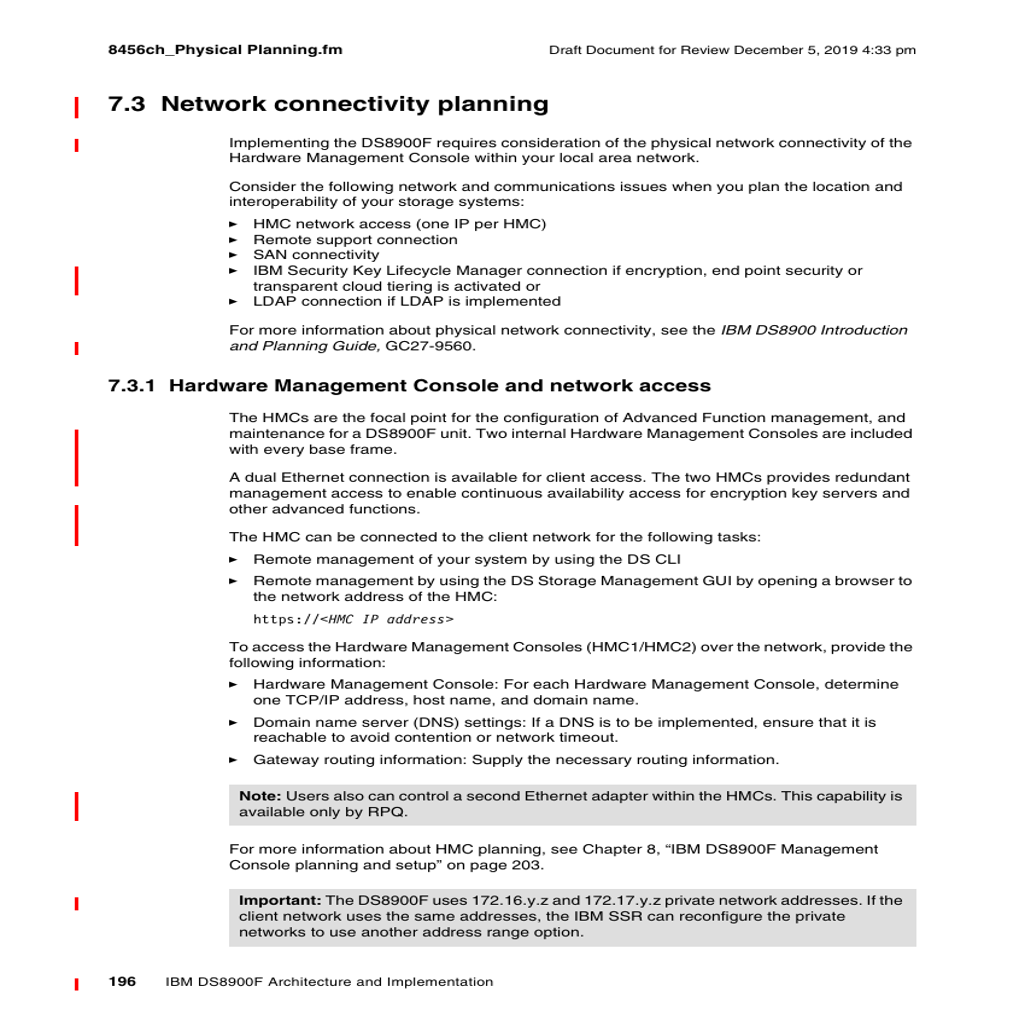 8456ch_Physical Planning.fm Draft Document for Review December 5, 2019 4:33 pm
7.3 Network connectivity planning
Implementing the DS8900F requires consideration of the physical network connectivity of the
Hardware Management Console within your local area network.
Consider the following network and communications issues when you plan the location and
interoperability of your storage systems:
► HMC network access (one IP per HMC)
► Remote support connection
► SAN connectivity
► IBM Security Key Lifecycle Manager connection if encryption, end point security or
transparent cloud tiering is activated or
► LDAP connection if LDAP is implemented
For more information about physical network connectivity, see the IBM DS8900 Introduction
and Planning Guide, GC27-9560.
7.3.1 Hardware Management Console and network access
The HMCs are the focal point for the configuration of Advanced Function management, and
maintenance for a DS8900F unit. Two internal Hardware Management Consoles are included
with every base frame.
A dual Ethernet connection is available for client access. The two HMCs provides redundant
management access to enable continuous availability access for encryption key servers and
other advanced functions.
The HMC can be connected to the client network for the following tasks:
► Remote management of your system by using the DS CLI
► Remote management by using the DS Storage Management GUI by opening a browser to
the network address of the HMC:
https://<HMC IP address>
To access the Hardware Management Consoles (HMC1/HMC2) over the network, provide the
following information:
► Hardware Management Console: For each Hardware Management Console, determine
one TCP/IP address, host name, and domain name.
► Domain name server (DNS) settings: If a DNS is to be implemented, ensure that it is
reachable to avoid contention or network timeout.
► Gateway routing information: Supply the necessary routing information.
Note: Users also can control a second Ethernet adapter within the HMCs. This capability is
available only by RPQ.
For more information about HMC planning, see Chapter 8, “IBM DS8900F Management
Console planning and setup” on page 203.
Important: The DS8900F uses 172.16.y.z and 172.17.y.z private network addresses. If the
client network uses the same addresses, the IBM SSR can reconfigure the private
networks to use another address range option.
196 IBM DS8900F Architecture and Implementation